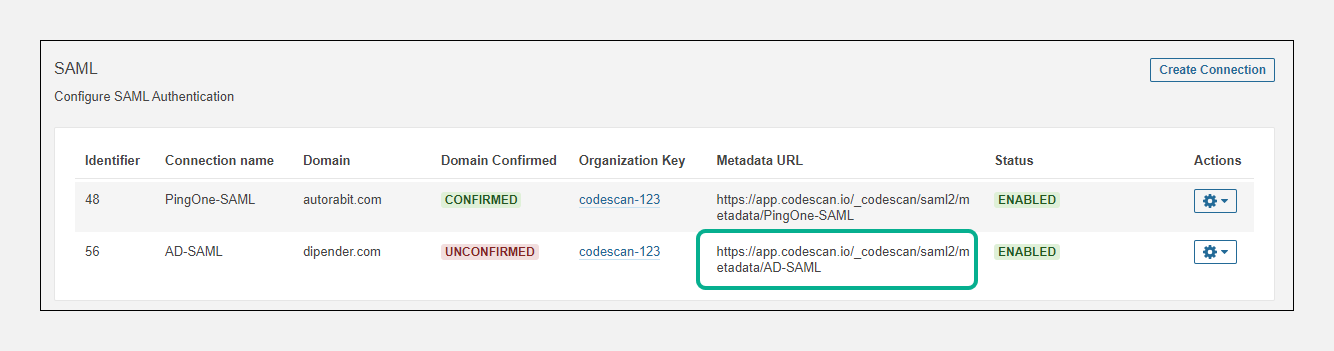 SAML
Create Connection
Configure SAML Authentication
Identifier Connection name Domain Domain Confirmed Organization Key Metadata URL Status Actions
48 PingOne-SAML autorabit.com CONFIRMED codescan-123 https://app.codescan.io/_codescan/saml2/m ENABLED
etadata/PingOne-SAML
56 AD-SAML dipender.com UNCONFIRMED codescan-123 https://app.codescan.io/_codescan/saml2/m ENABLED
etadata/AD-SAML